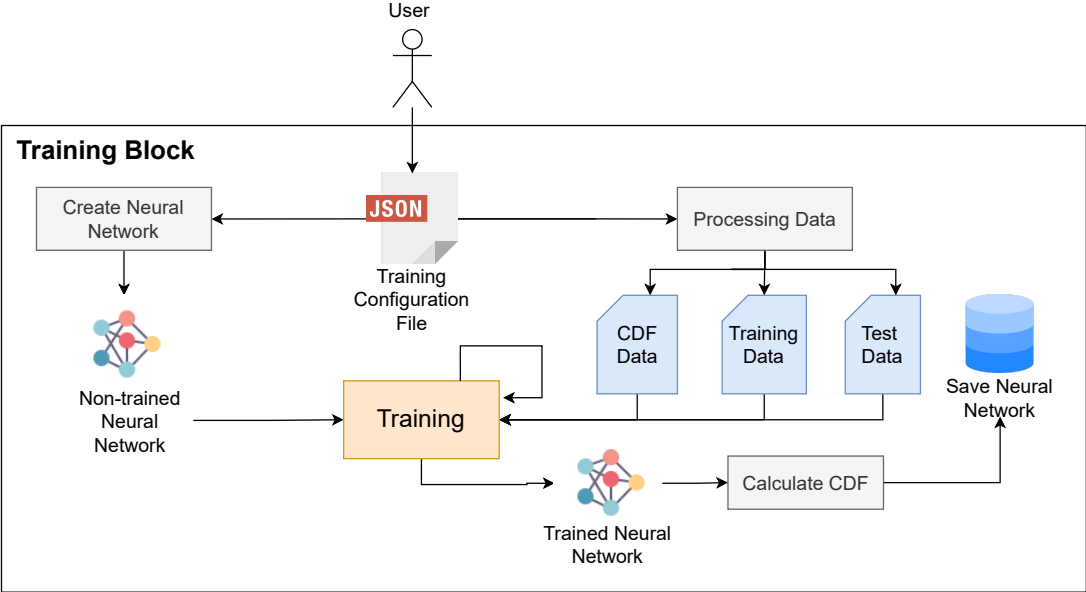 User
Training Block
Create Neural
Network
JSON
Processing Data
Training
Configuration
File
CDF
Data
Training
Data
Test
Data
Save Neural
Network
Non-trained
Neural
Network
Training
Calculate CDF
Trained Neural
Network